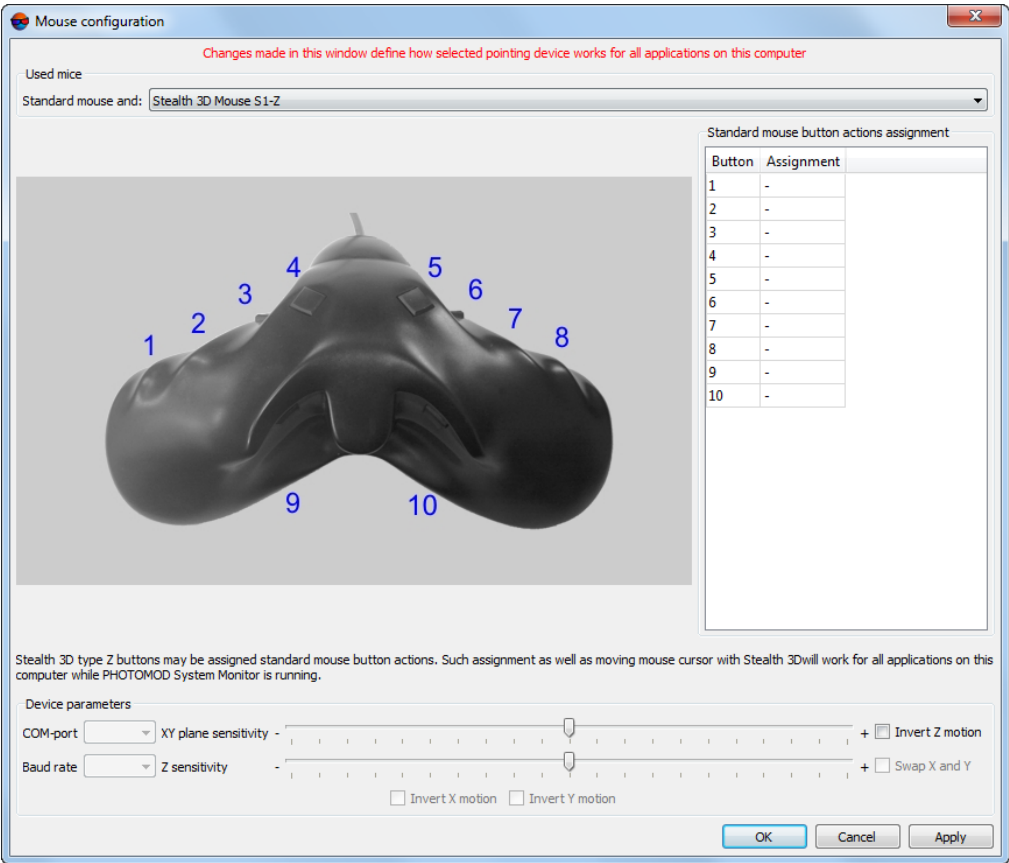 Mouse configuration
Changes made in this window define how selected pointing device works for all applications on this computer
Used mice
Standard mouse and: Stealth 3D Mouse S1-Z
Standard mouse button actions assignment
Button Assignment
1 -
2 -
3 -
4 -
5 -
6 -
7 -
8 -
9 -
10 -
4 5
3 6
2 7
1 8
9 10
Stealth 3D type Z buttons may be assigned standard mouse button actions. Such assignment as well as moving mouse cursor with Stealth 3Dwill work for all applications on this
computer while PHOTOMOD System Monitor is running.
Device parameters
COM-port XY plane sensitivity - + Invert Z motion
Baud rate Z sensitivity - + Swap X and Y
Invert X motion Invert Y motion
OK Cancel Apply